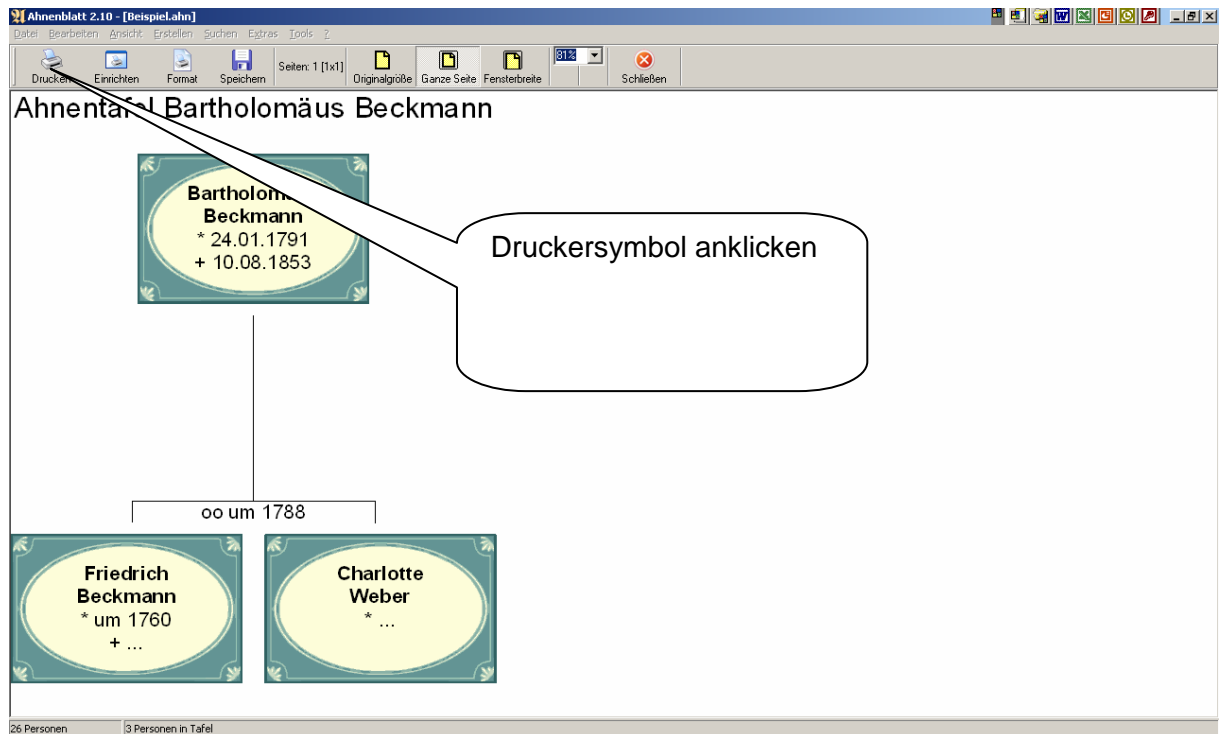 Ahnenblatt 2.10 - [Beispiel.ahn]
Datei Bearbeiten Ansicht Erstellen Suchen Extras Tools ?
Drucken Einrichten Format Speichern Seiten: 1 [1x1] Originalgröße Ganze Seite Fensterbreite 81% Schließen
Ahnentafel Bartholomäus Beckmann
Beckmann
* 24.01.1791
+ 10.08.1853
Druckersymbol anklicken
oo um 1788
Friedrich
Beckmann
* um 1760
+ ...
Charlotte
Weber
* ...
26 Personen 3 Personen in Tafel